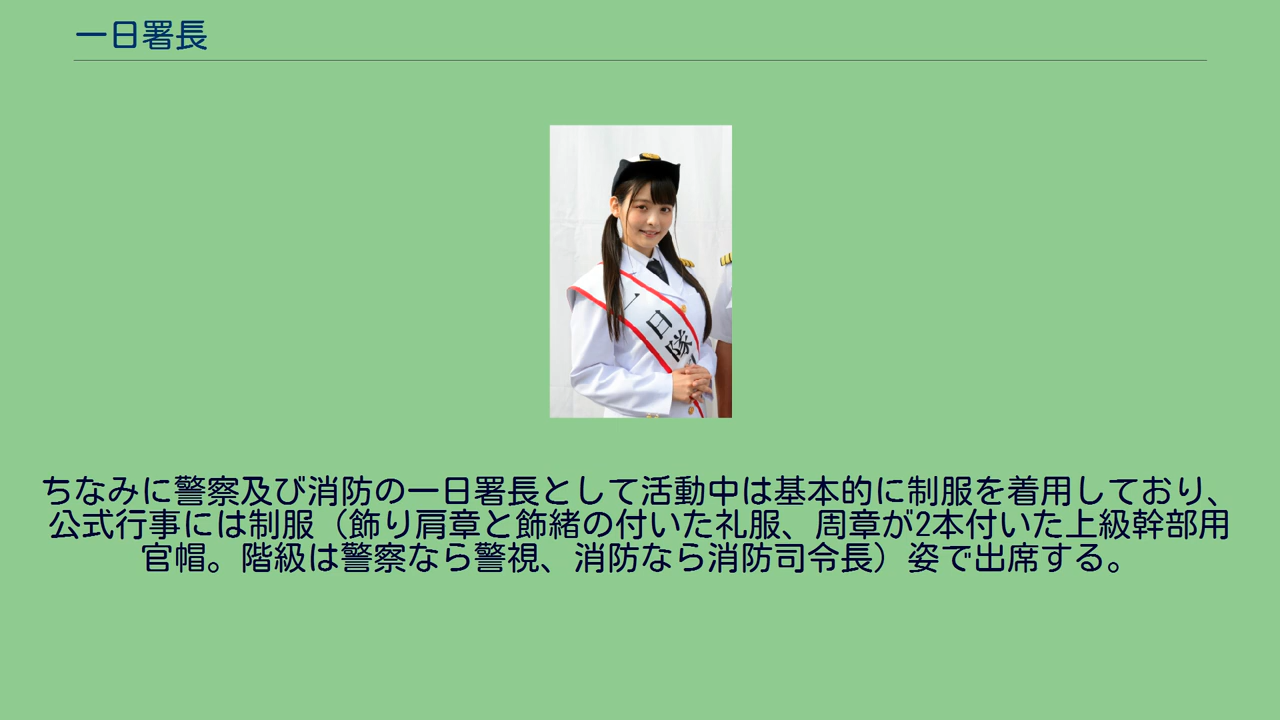 一日署長
一日隊
ちなみに警察及び消防の一日署長として活動中は基本的に制服を着用しており、
公式行事には制服（飾り肩章と飾緒の付いた礼服、周章が2本付いた上級幹部用
官帽。階級は警察なら警視、消防なら消防司令長）姿で出席する。